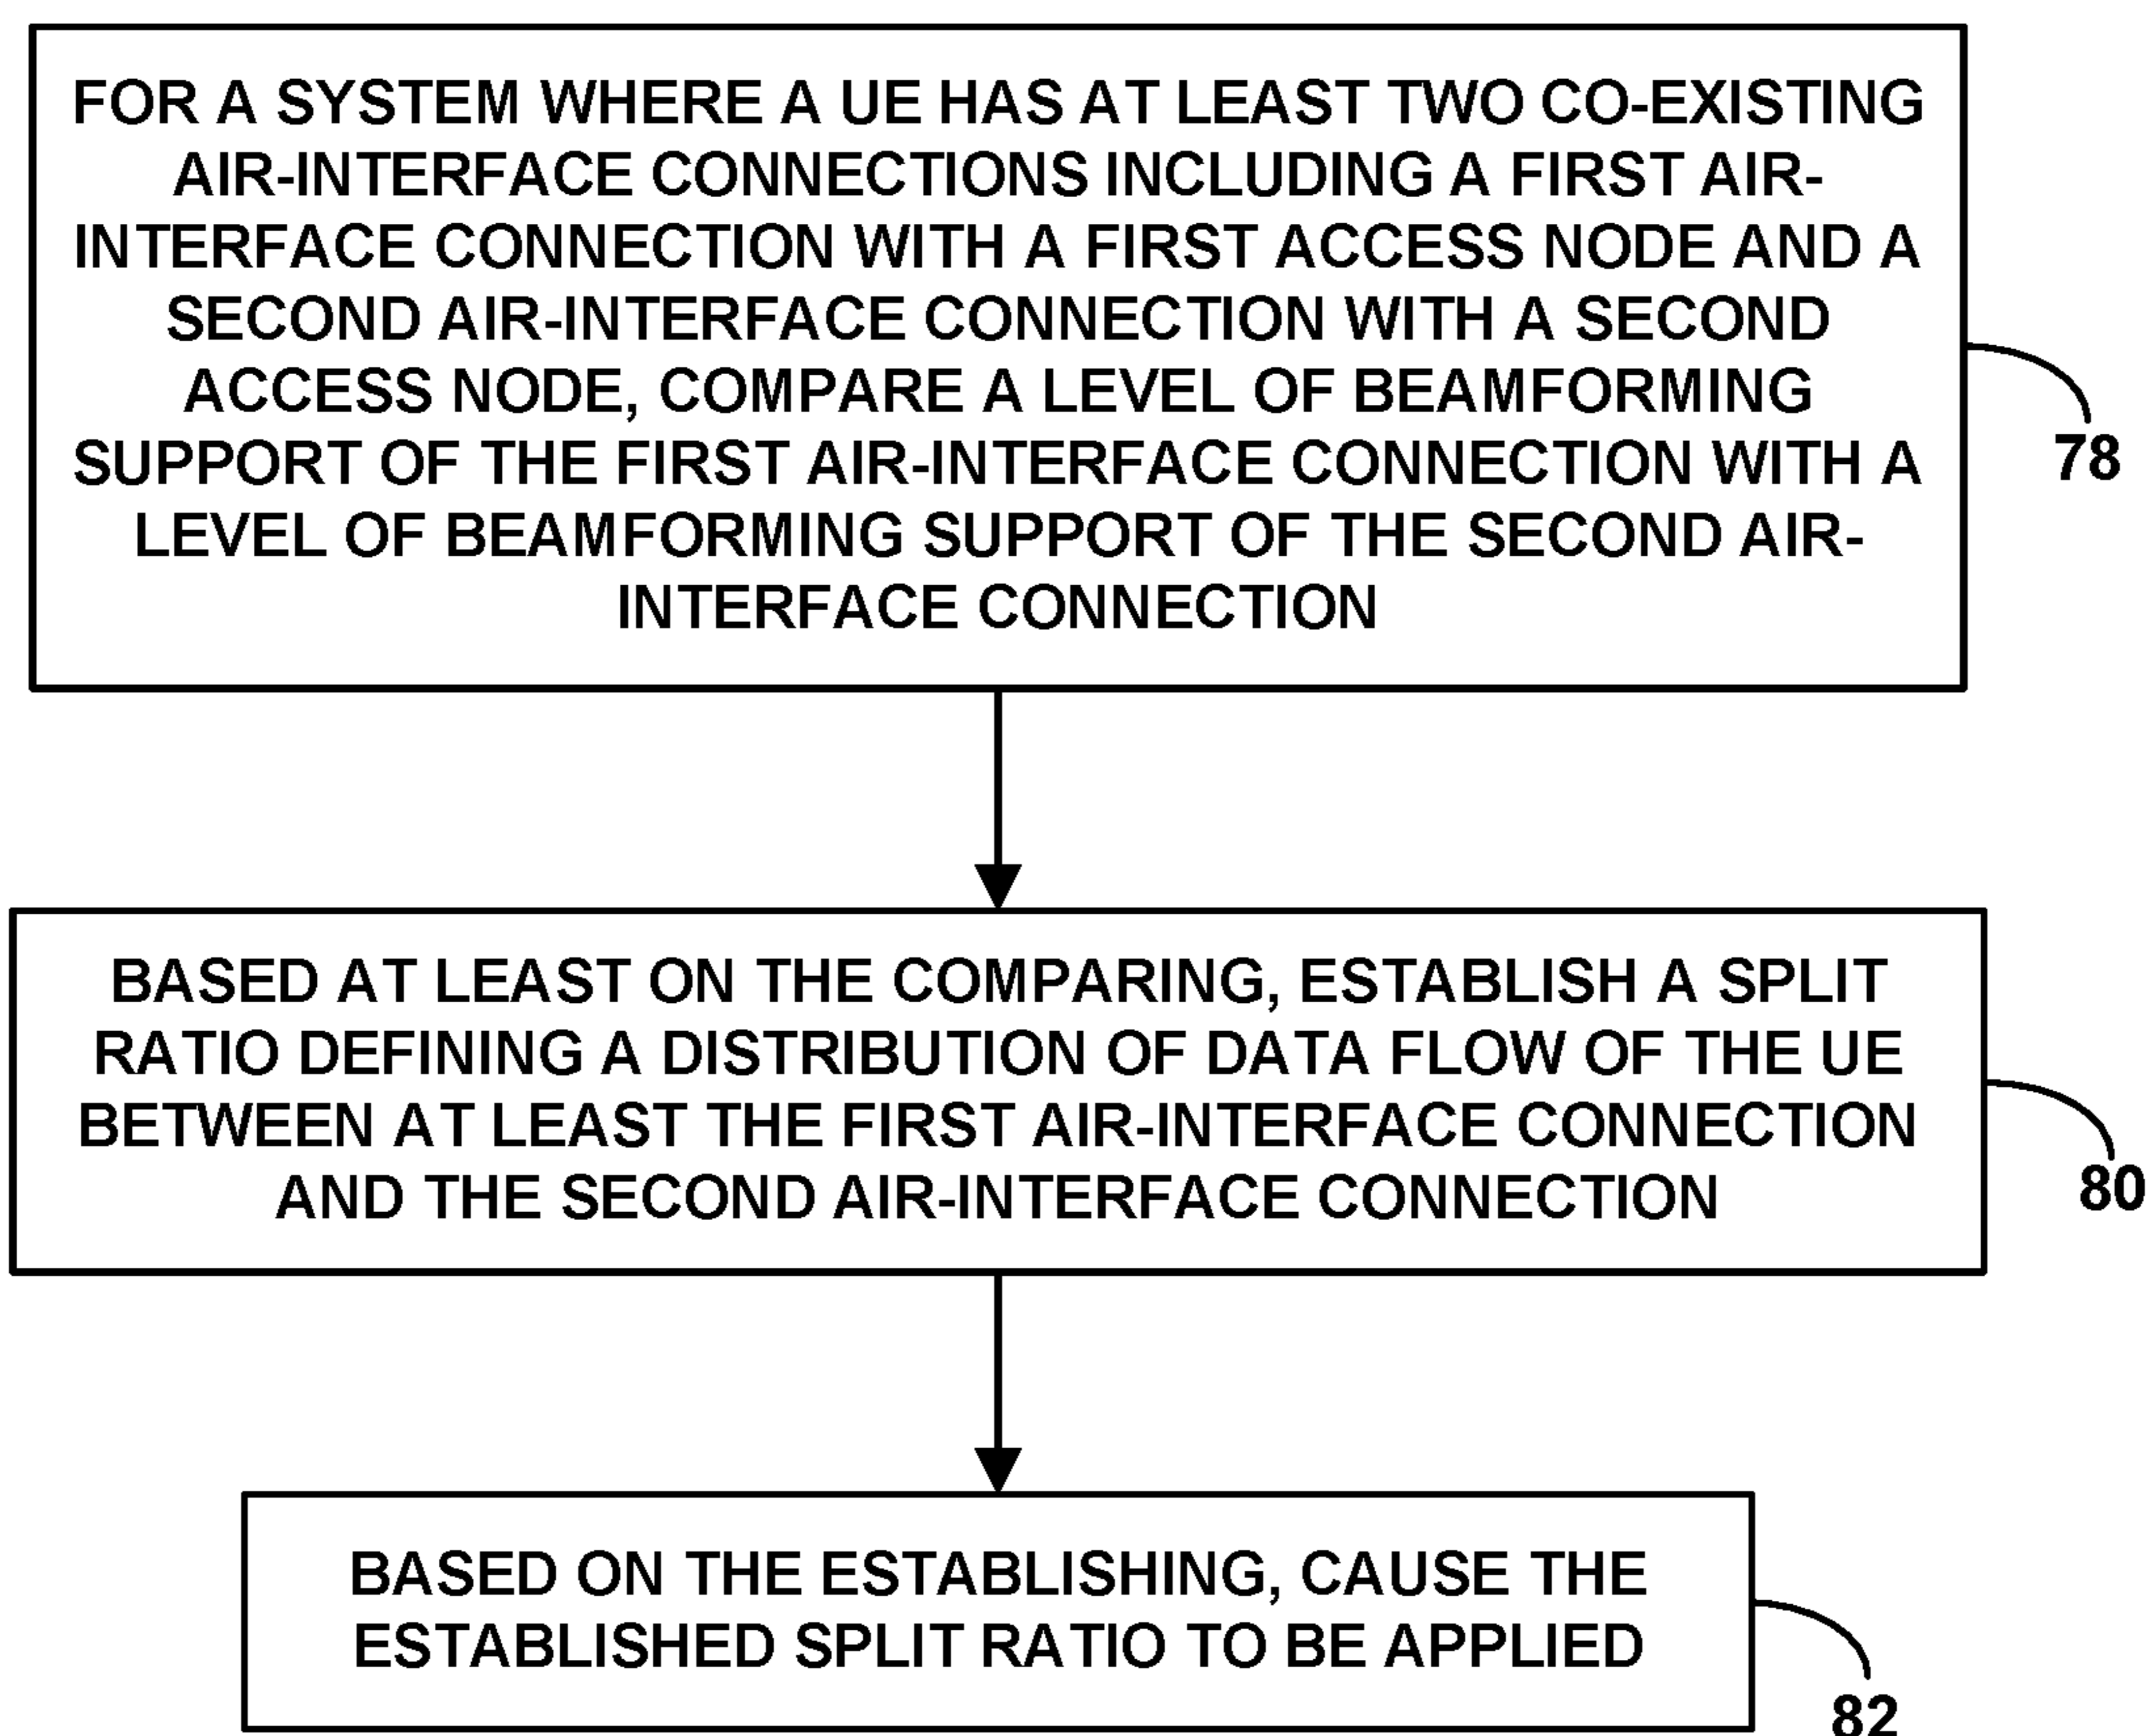 FOR A SYSTEM WHERE A UE HAS AT LEAST TWO CO-EXISTING
AIR-INTERFACE CONNECTIONS INCLUDING A FIRST AIR-
INTERFACE CONNECTION WITH A FIRST ACCESS NODE AND A
SECOND AIR-INTERFACE CONNECTION WITH A SECOND
ACCESS NODE, COMPARE A LEVEL OF BEAMFORMING
SUPPORT OF THE FIRST AIR-INTERFACE CONNECTION WITH A
LEVEL OF BEAMFORMING SUPPORT OF THE SECOND AIR-
INTERFACE CONNECTION
78
BASED AT LEAST ON THE COMPARING, ESTABLISH A SPLIT
RATIO DEFINING A DISTRIBUTION OF DATA FLOW OF THE UE
BETWEEN AT LEAST THE FIRST AIR-INTERFACE CONNECTION
AND THE SECOND AIR-INTERFACE CONNECTION
80
BASED ON THE ESTABLISHING, CAUSE THE
ESTABLISHED SPLIT RATIO TO BE APPLIED
82